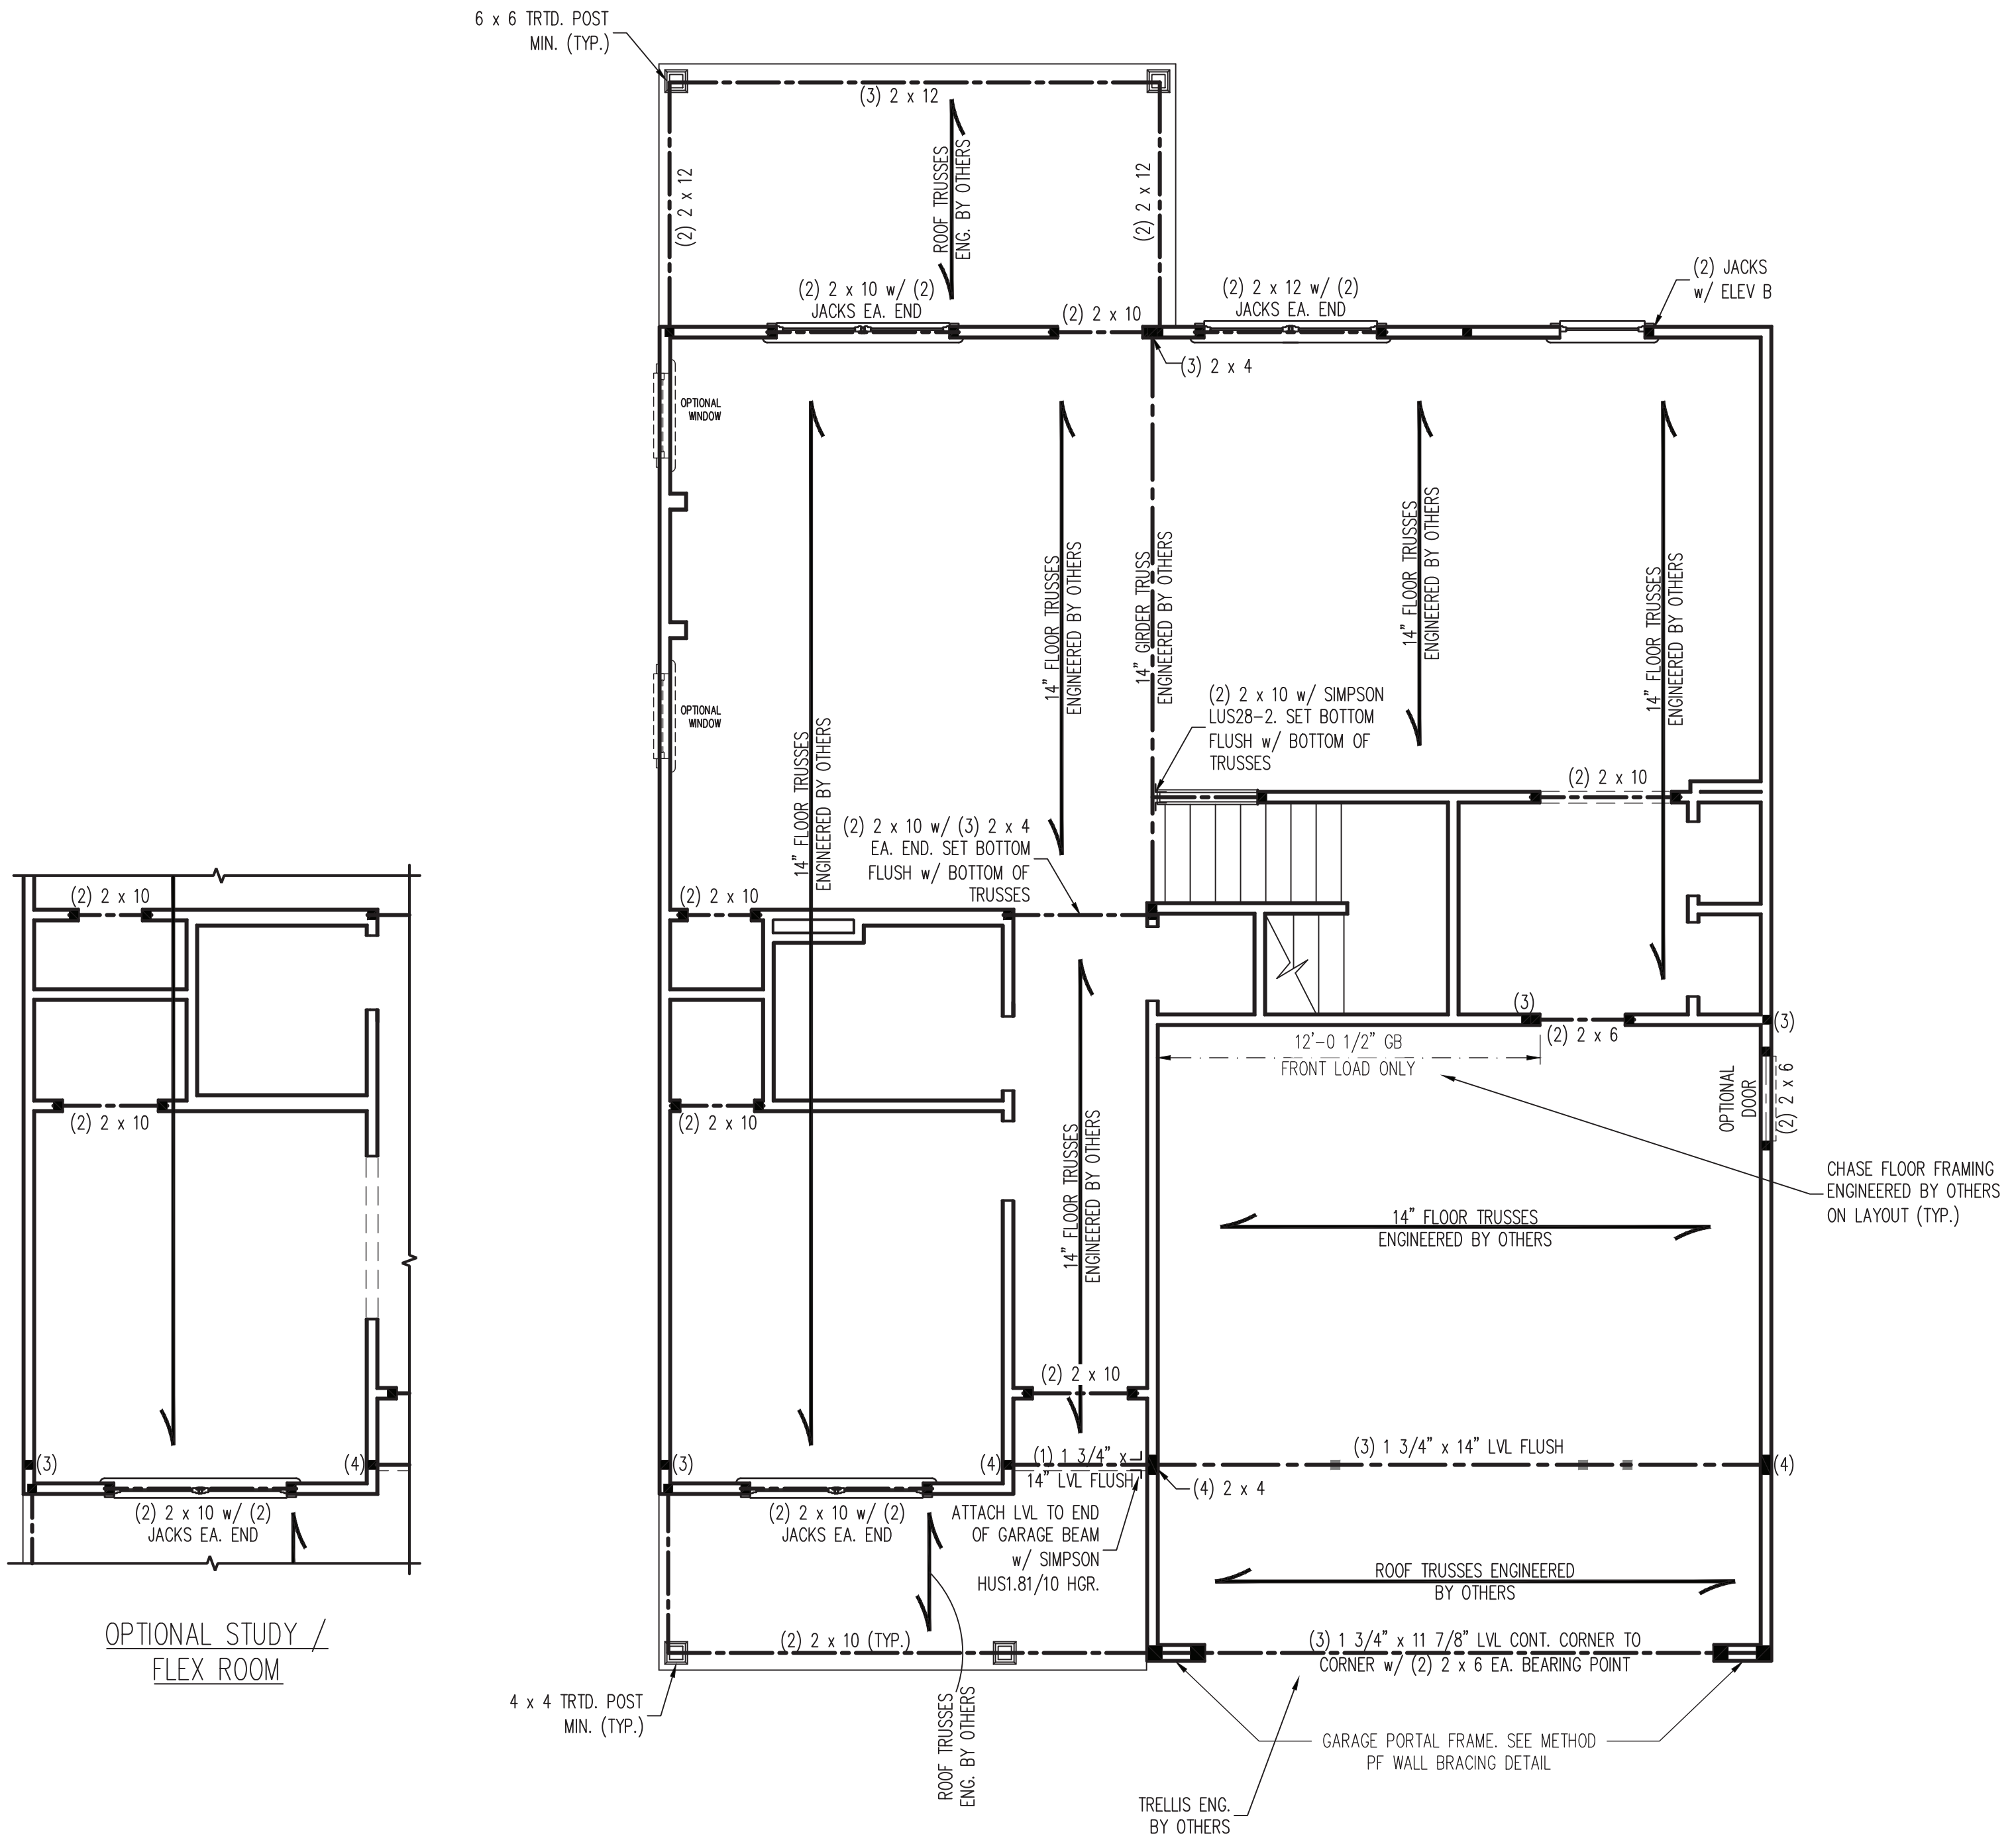 6 x 6 TRTD. POST
MIN. (TYP.)
(3) 2 x 12
(2) 2 x 12
ROOF TRUSSES
ENG. BY OTHERS
(2) 2 x 12
(2) 2 x 10 w/ (2)
JACKS EA. END
(2) 2 x 10
(2) 2 x 12 w/ (2)
JACKS EA. END
(2) JACKS
w/ ELEV B
(3) 2 x 4
OPTIONAL
WINDOW
OPTIONAL
WINDOW
14" FLOOR TRUSSES
ENGINEERED BY OTHERS
14" FLOOR TRUSSES
ENGINEERED BY OTHERS
14" GIRDER TRUSS
ENGINEERED BY OTHERS
14" FLOOR TRUSSES
ENGINEERED BY OTHERS
14" FLOOR TRUSSES
ENGINEERED BY OTHERS
(2) 2 x 10 w/ SIMPSON
LUS28-2. SET BOTTOM
FLUSH w/ BOTTOM OF
TRUSSES
(2) 2 x 10
(2) 2 x 10 w/ (3) 2 x 4
EA. END. SET BOTTOM
FLUSH w/ BOTTOM OF
TRUSSES
(2) 2 x 10
(2) 2 x 10
14" FLOOR TRUSSES
ENGINEERED BY OTHERS
(3)
(2) 2 x 6
(3)
12'-0 1/2" GB
FRONT LOAD ONLY
OPTIONAL
DOOR
(2) 2 x 6
CHASE FLOOR FRAMING
ENGINEERED BY OTHERS
ON LAYOUT (TYP.)
14" FLOOR TRUSSES
ENGINEERED BY OTHERS
(2) 2 x 10
(3)
(4)
(1) 1 3/4" x
14" LVL FLUSH
(3) 1 3/4" x 14" LVL FLUSH
(4)
(4) 2 x 4
(2) 2 x 10 w/ (2)
JACKS EA. END
ATTACH LVL TO END
OF GARAGE BEAM
w/ SIMPSON
HUS1.81/10 HGR.
ROOF TRUSSES ENGINEERED
BY OTHERS
(2) 2 x 10 (TYP.)
(3) 1 3/4" x 11 7/8" LVL CONT. CORNER TO
CORNER w/ (2) 2 x 6 EA. BEARING POINT
4 x 4 TRTD. POST
MIN. (TYP.)
ROOF TRUSSES
ENG. BY OTHERS
GARAGE PORTAL FRAME. SEE METHOD
PF WALL BRACING DETAIL
TRELLIS ENG.
BY OTHERS
(2) 2 x 10
(2) 2 x 10
(3)
(4)
(2) 2 x 10 w/ (2)
JACKS EA. END
OPTIONAL STUDY /
FLEX ROOM